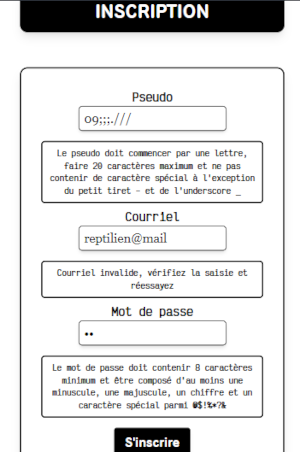 INSCRIPTION
Pseudo
09;;;.///
Le pseudo doit commencer par une lettre,
faire 20 caractères maximum et ne pas
contenir de caractère spécial à l'exception
du petit tiret - et de l'underscore _
Courriel
reptilien@mail
Courriel invalide, vérifiez la saisie et
réessayez
Mot de passe
••
Le mot de passe doit contenir 8 caractères
minimum et être composé d'au moins une
minuscule, une majuscule, un chiffre et un
caractère spécial parmi @$!%*?&
S'inscrire